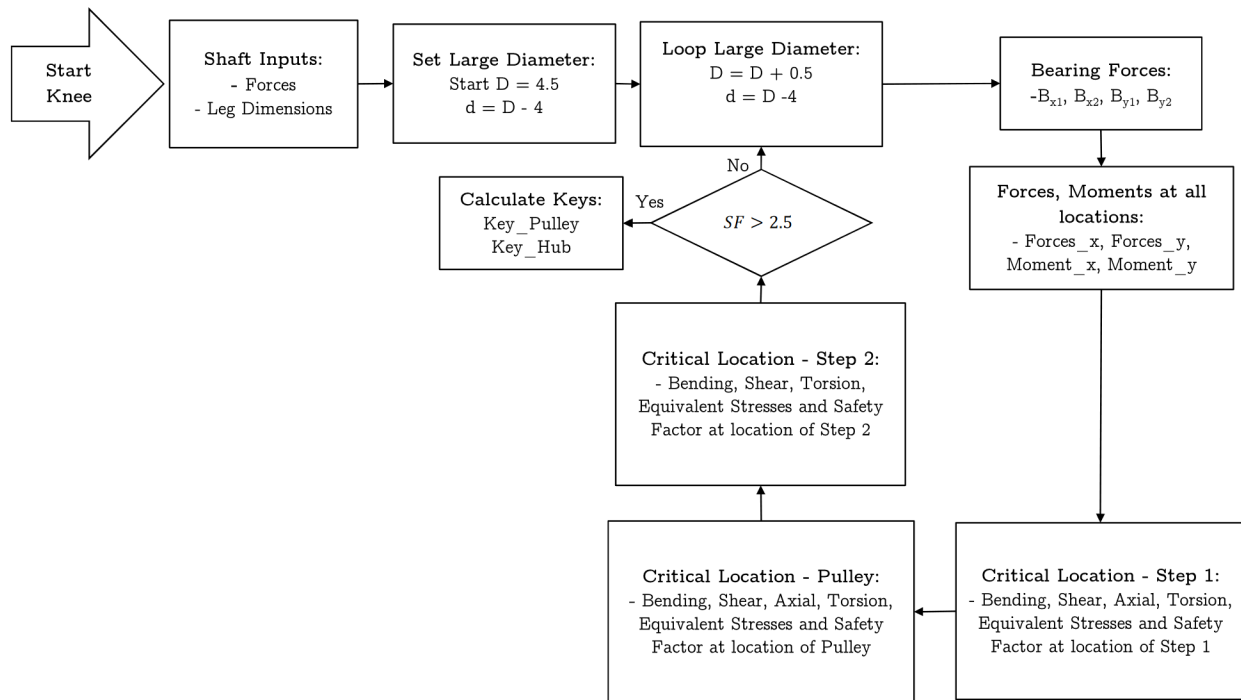 Start
Knee
Shaft Inputs:
- Forces
- Leg Dimensions
Set Large Diameter:
Start D = 4.5
d = D - 4
Loop Large Diameter:
D = D + 0.5
d = D -4
Bearing Forces:
-Bx1, Bx2, By1, By2
Forces, Moments at all
locations:
- Forces_x, Forces_y,
Moment_x, Moment_y
Critical Location - Step 1:
- Bending, Shear, Axial, Torsion,
Equivalent Stresses and Safety
Factor at location of Step 1
Critical Location - Pulley:
- Bending, Shear, Axial, Torsion,
Equivalent Stresses and Safety
Factor at location of Pulley
Critical Location - Step 2:
- Bending, Shear, Torsion,
Equivalent Stresses and Safety
Factor at location of Step 2
SF > 2.5
No
Yes
Calculate Keys:
Key_Pulley
Key_Hub